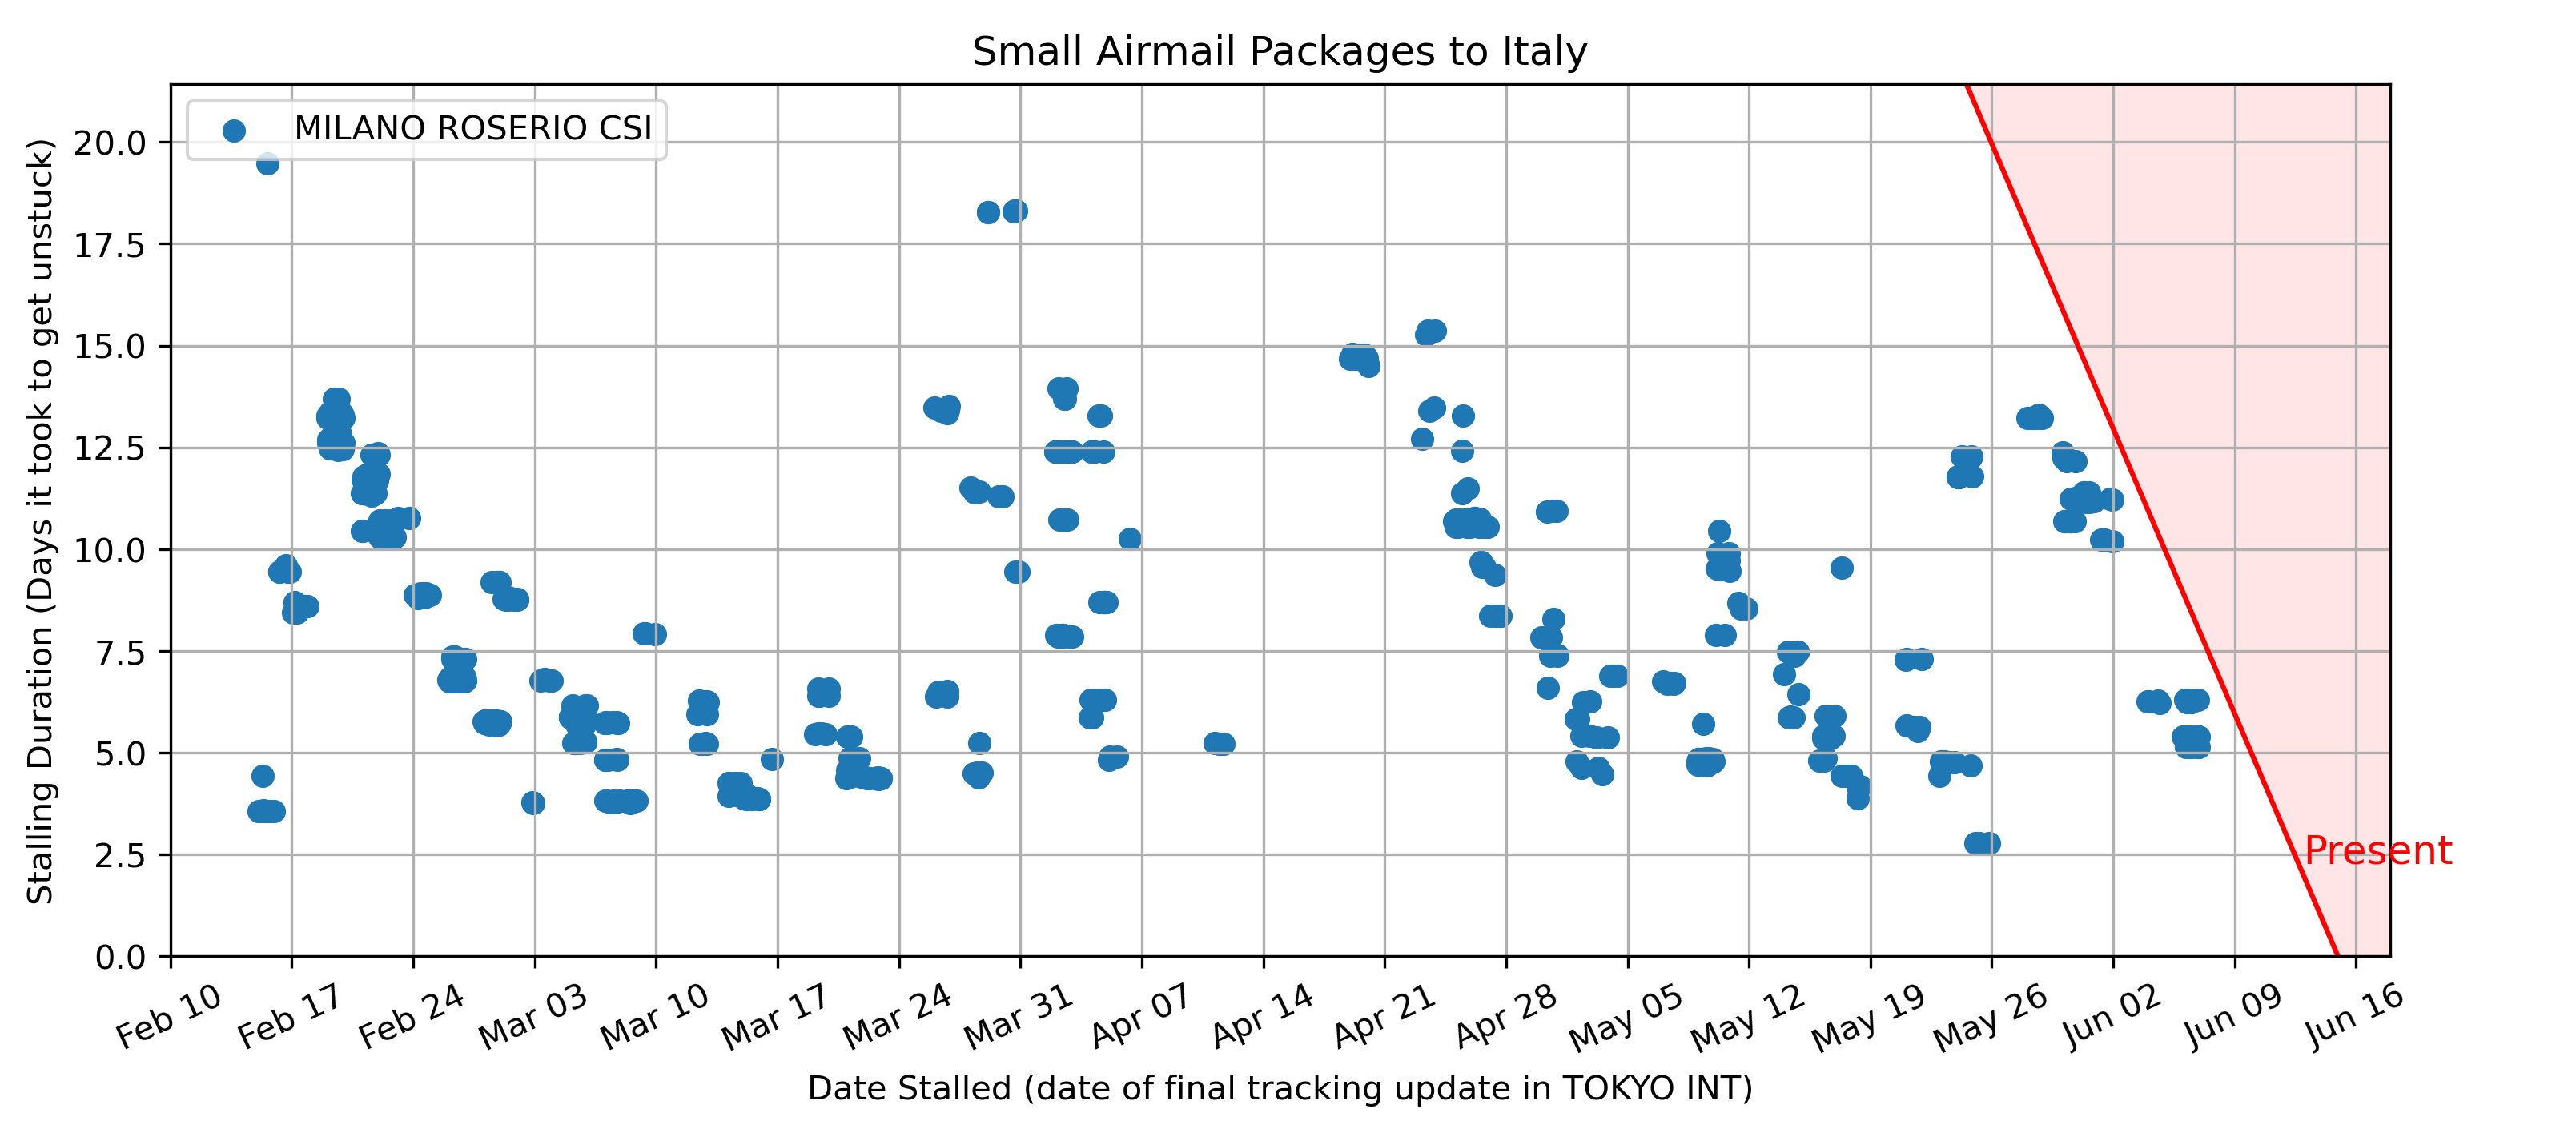 Small Airmail Packages to Italy
MILANO ROSERIO CSI
Stalling Duration (Days it took to get unstuck)
20.0
17.5
15.0
12.5
10.0
7.5
5.0
2.5
0.0
Present
Feb 10
Feb 17
Feb 24
Mar 03
Mar 10
Mar 17
Mar 24
Mar 31
Apr 07
Apr 14
Apr 21
Apr 28
May 05
May 12
May 19
May 26
Jun 02
Jun 09
Jun 16
Date Stalled (date of final tracking update in TOKYO INT)